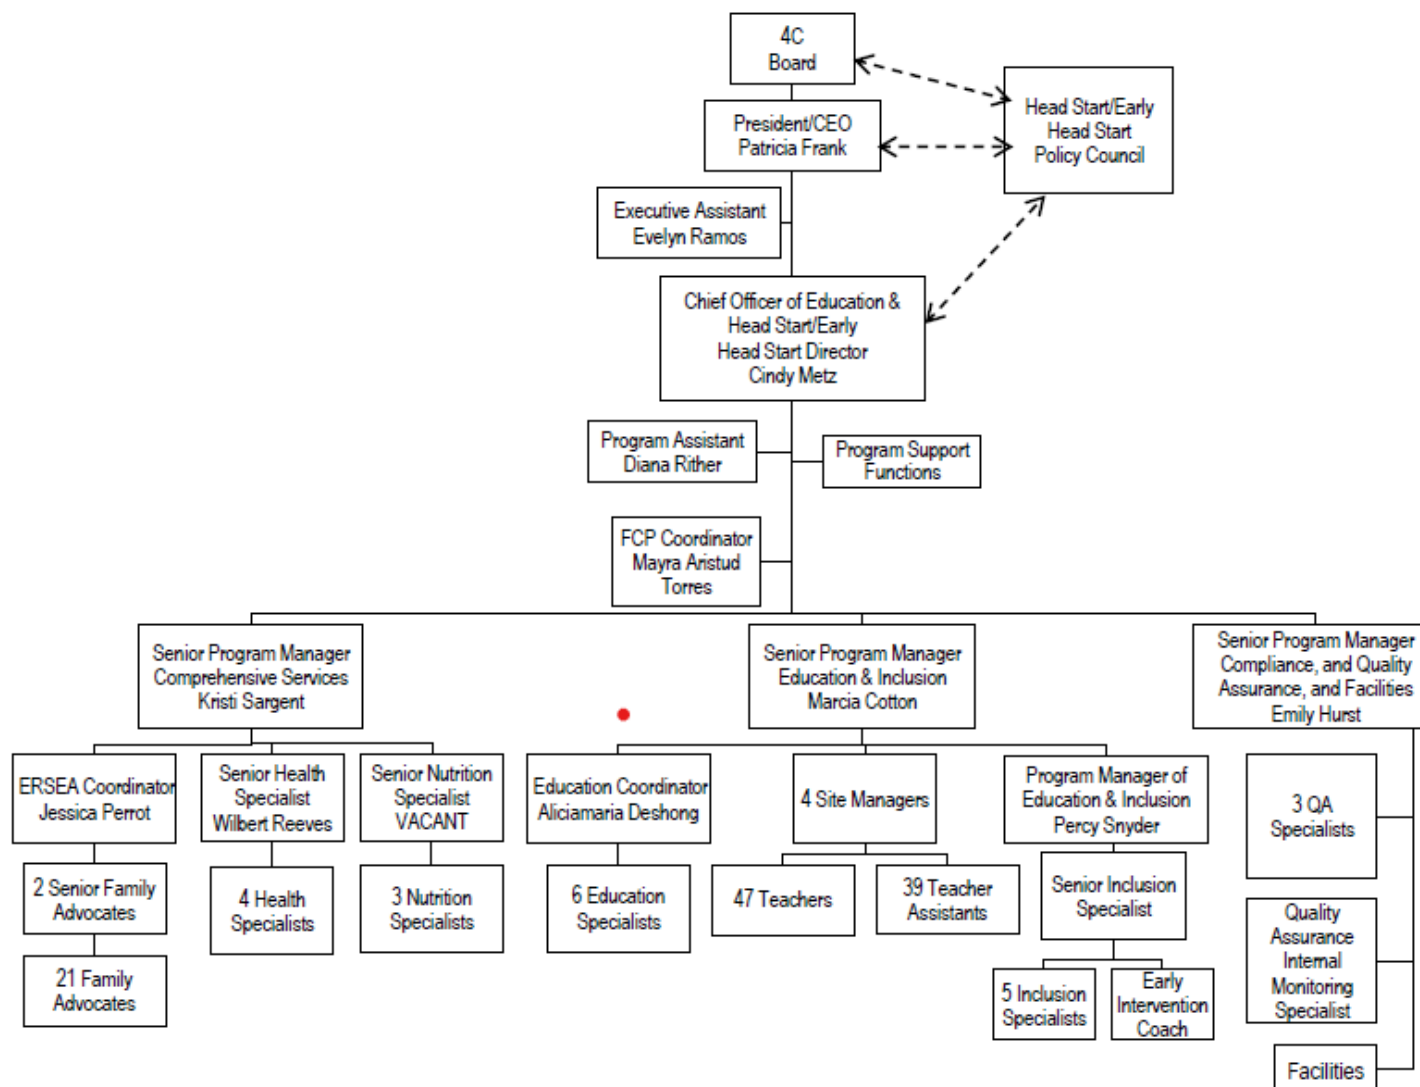 4C
Board
Head Start/Early
Head Start
Policy Council
President/CEO
Patricia Frank
Executive Assistant
Evelyn Ramos
Chief Officer of Education &
Head Start/Early
Head Start Director
Cindy Metz
Program Assistant
Diana Rither
Program Support
Functions
FCP Coordinator
Mayra Aristud
Torres
Senior Program Manager
Comprehensive Services
Kristi Sargent
Senior Program Manager
Education & Inclusion
Marcia Cotton
Senior Program Manager
Compliance, and Quality
Assurance, and Facilities
Emily Hurst
ERSEA Coordinator
Jessica Perrot
Senior Health
Specialist
Wilbert Reeves
Senior Nutrition
Specialist
VACANT
Education Coordinator
Aliciamaria Deshong
4 Site Managers
Program Manager of
Education & Inclusion
Percy Snyder
3 QA
Specialists
2 Senior Family
Advocates
4 Health
Specialists
3 Nutrition
Specialists
6 Education
Specialists
47 Teachers
39 Teacher
Assistants
Senior Inclusion
Specialist
Quality
Assurance
Internal
Monitoring
Specialist
21 Family
Advocates
5 Inclusion
Specialists
Early
Intervention
Coach
Facilities